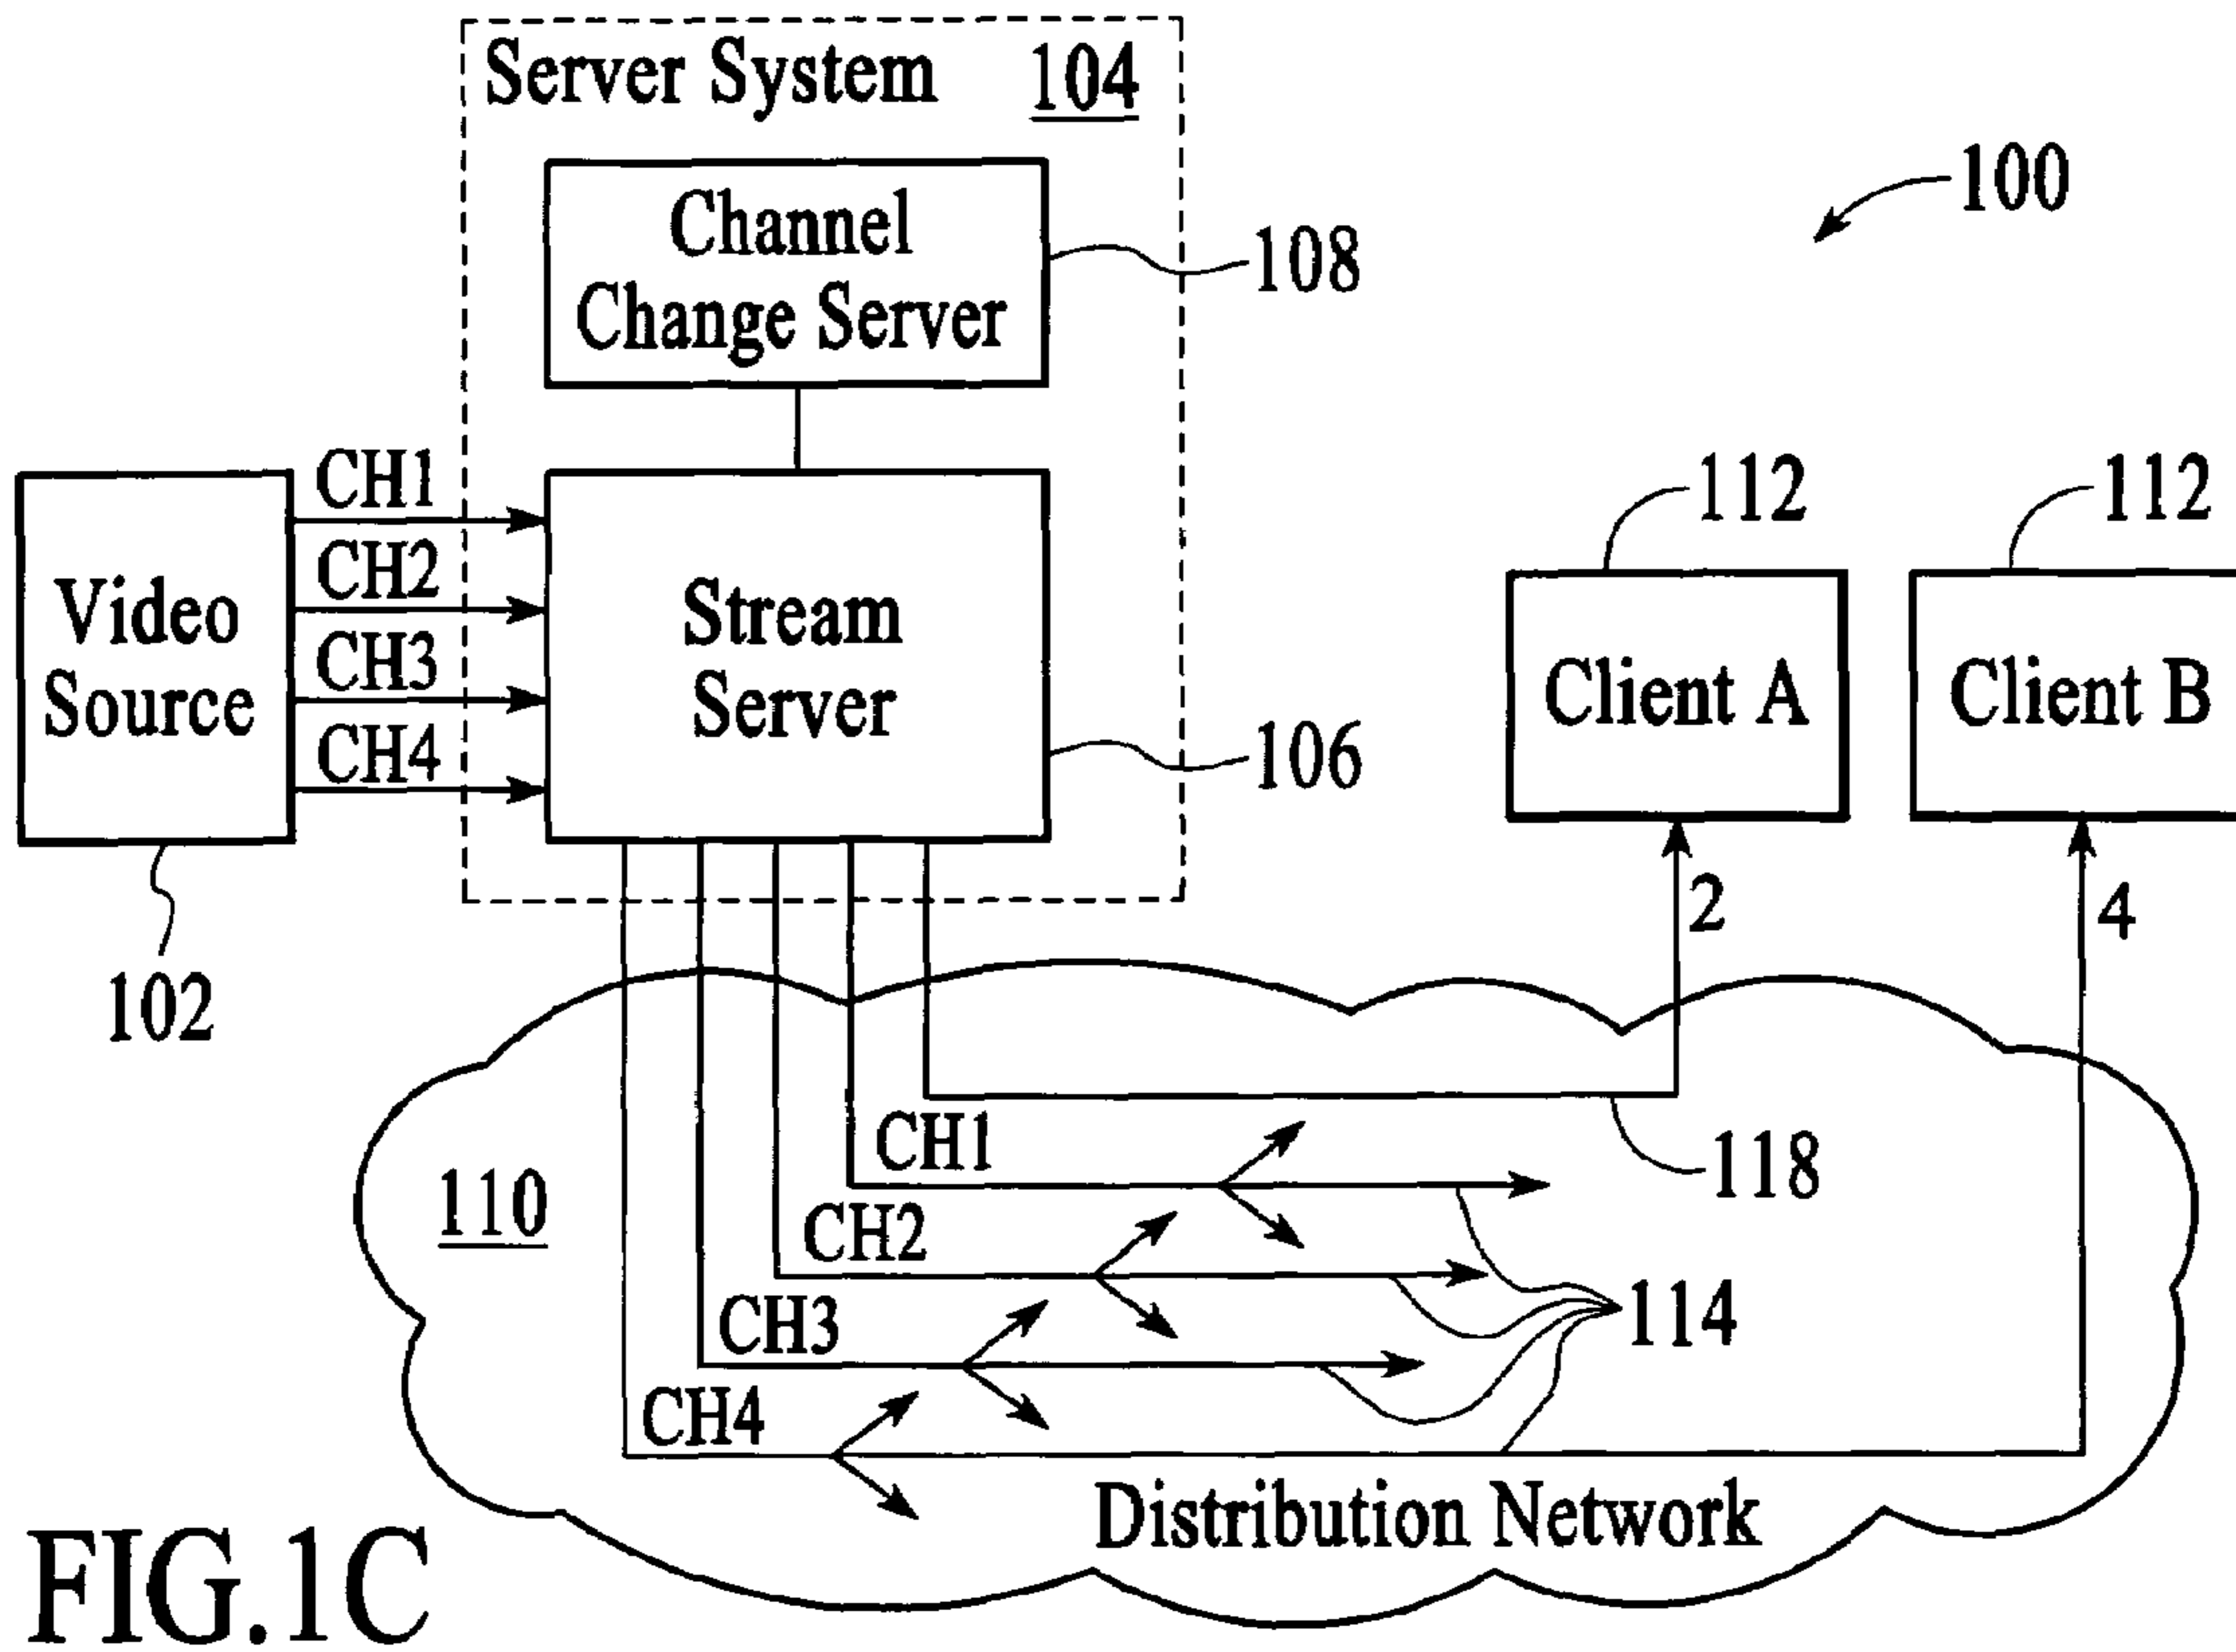 Server System 104
Channel
Change Server
100
108
CH1
CH2
CH3
CH4
Video
Source
Stream
Server
112
112
Client A
Client B
106
2
4
102
118
CH1
110
CH2
CH3
114
CH4
Distribution Network
FIG.1C